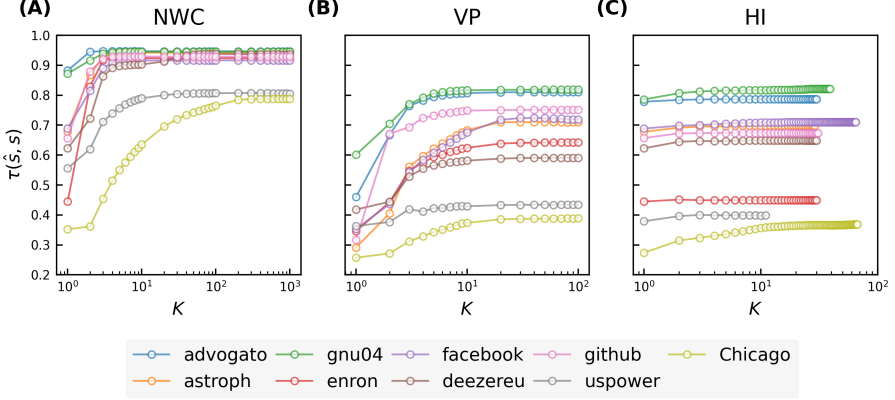 (A) NWC (B) VP (C) HI
1.0
0.9
0.8
0.7
0.6
0.5
0.4
0.3
0.2
τ(ŝ, s)
10⁰ 10¹ 10² 10³
K
10⁰ 10¹ 10²
K
10⁰ 10¹ 10²
K
advogato gnu04 facebook github Chicago
astroph enron deezereu uspower